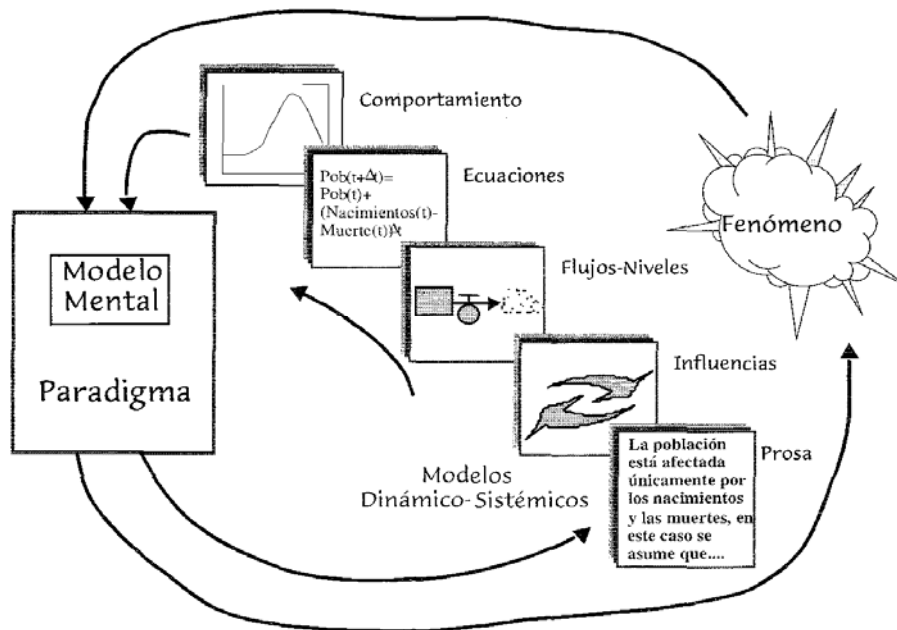 Comportamiento
Pob(t+Δt)=
Pob(t)+
(Nacimientos(t)-
Muerte(t))Δt
Ecuaciones
Fenómeno
Flujos-Niveles
Modelo
Mental
Paradigma
Influencias
Modelos
Dinámico-Sistémicos
Prosa
La población
está afectada
únicamente por
los nacimientos
y las muertes, en
este caso se
asume que....